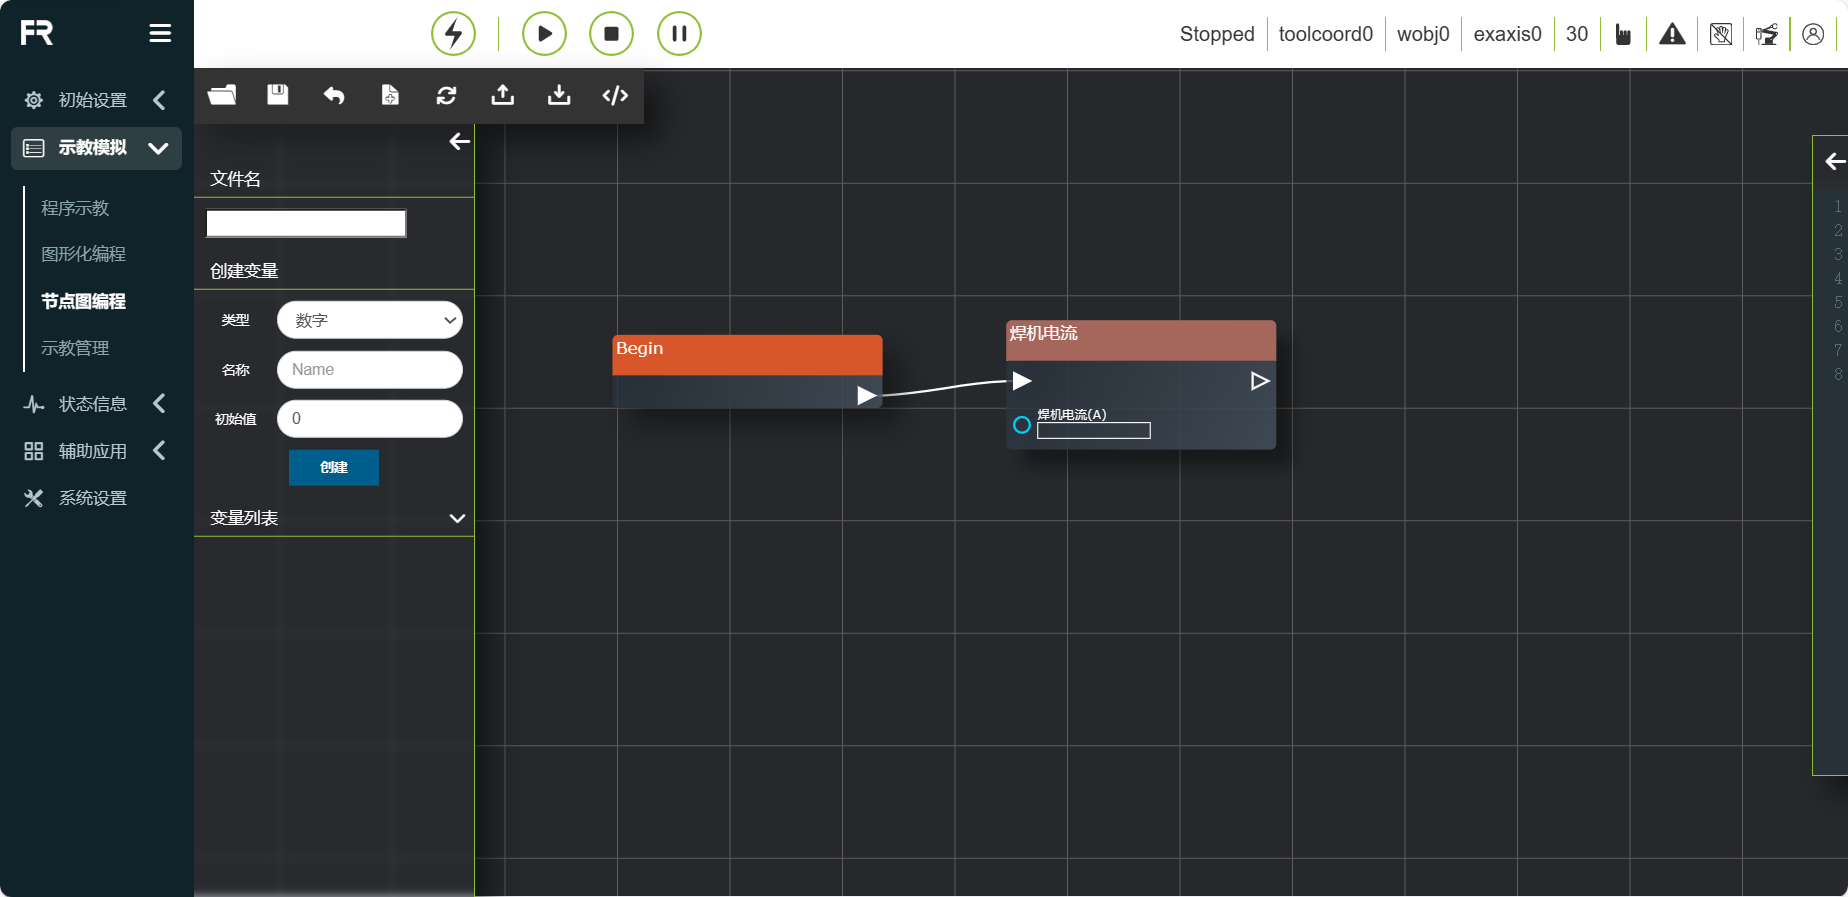 FR
Stopped
toolcoord0
wobj0
exaxis0
30
初始设置
示教模拟
程序示教
图形化编程
节点图编程
示教管理
状态信息
辅助应用
系统设置
文件名
创建变量
类型
数字
名称
Name
初始值
0
创建
变量列表
Begin
焊机电流
焊机电流(A)
1
2
3
4
5
6
7
8